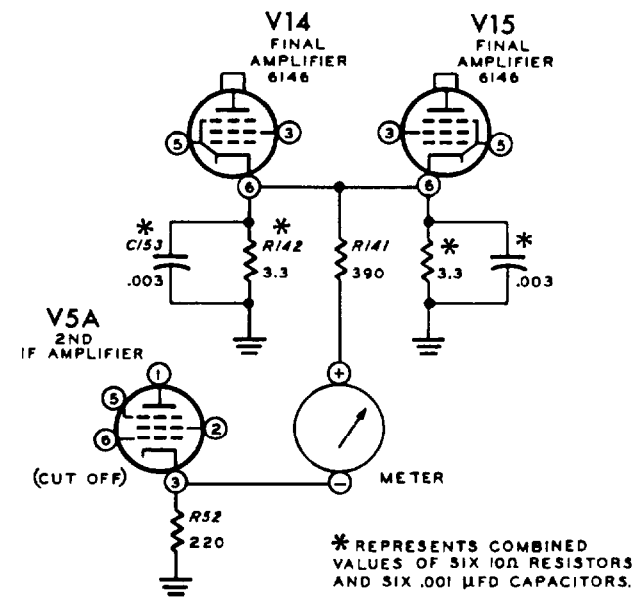 V14
FINAL
AMPLIFIER
6146
V15
FINAL
AMPLIFIER
6146
5
3
3
5
6
6
*
C153
.003
*
R142
3.3
R141
390
*
3.3
*
.003
V5A
2ND
IF AMPLIFIER
1
5
6
2
3
(CUT OFF)
+
−
METER
R52
220
* REPRESENTS COMBINED
VALUES OF SIX 10Ω RESISTORS
AND SIX .001 µFD CAPACITORS.